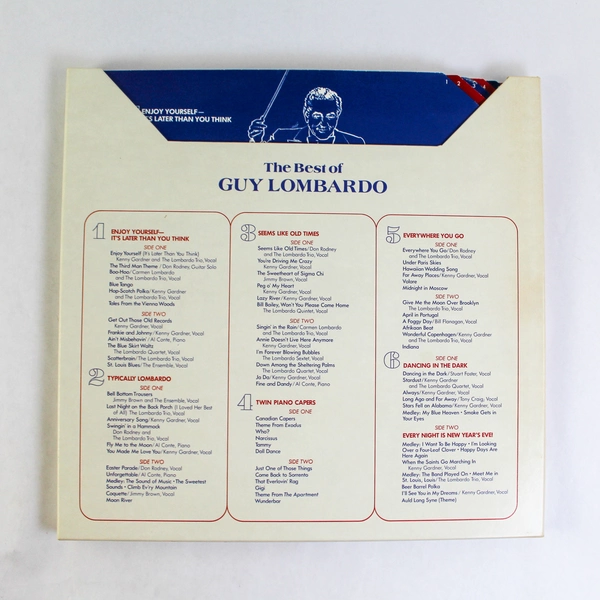 ENJOY YOURSELF—
IT'S LATER THAN YOU THINK
1 2 3 4
The Best of
GUY LOMBARDO
1 ENJOY YOURSELF—
IT'S LATER THAN YOU THINK
SIDE ONE
Enjoy Yourself (It's Later Than You Think)
Kenny Gardner and The Lombardo Trio, Vocal
The Third Man Theme/Don Rodney, Guitar Solo
Boo-Hoo/Carmen Lombardo
and The Lombardo Trio, Vocal
Blue Tango
Hop-Scotch Polka/Kenny Gardner
and The Lombardo Trio, Vocal
Tales From the Vienna Woods
SIDE TWO
Get Out Those Old Records
Kenny Gardner, Vocal
Frankie and Johnny/Kenny Gardner, Vocal
Ain't Misbehavin'/Al Conte, Piano
The Blue Skirt Waltz
The Lombardo Quartet, Vocal
Scatterbrain/The Lombardo Trio, Vocal
St. Louis Blues/The Ensemble, Vocal
2 TYPICALLY LOMBARDO
SIDE ONE
Bell Bottom Trousers
Jimmy Brown and The Ensemble, Vocal
Last Night on the Back Porch (I Loved Her Best
of All) The Lombardo Trio, Vocal
Anniversary Song/Kenny Gardner, Vocal
Swingin' in a Hammock
Don Rodney and
The Lombardo Trio, Vocal
Fly Me to the Moon/Al Conte, Piano
You Made Me Love You/Kenny Gardner, Vocal
SIDE TWO
Easter Parade/Don Rodney, Vocal
Unforgettable/Al Conte, Piano
Medley: The Sound of Music • The Sweetest
Sounds • Climb Ev'ry Mountain
Coquette/Jimmy Brown, Vocal
Moon River
3 SEEMS LIKE OLD TIMES
SIDE ONE
Seems Like Old Times/Don Rodney
and The Lombardo Trio, Vocal
You're Driving Me Crazy
Kenny Gardner, Vocal
The Sweetheart of Sigma Chi
Jimmy Brown, Vocal
Peg o' My Heart
Kenny Gardner, Vocal
Lazy River/Kenny Gardner, Vocal
Bill Bailey, Won't You Please Come Home
The Lombardo Quintet, Vocal
SIDE TWO
Singin' in the Rain/Carmen Lombardo
and The Lombardo Trio, Vocal
Annie Doesn't Live Here Anymore
Kenny Gardner, Vocal
I'm Forever Blowing Bubbles
The Lombardo Sextet, Vocal
Down Among the Sheltering Palms
The Lombardo Quartet, Vocal
Ja Da/Kenny Gardner, Vocal
Fine and Dandy/Al Conte, Piano
4 TWIN PIANO CAPERS
SIDE ONE
Canadian Capers
Theme From Exodus
Who?
Narcissus
Tammy
Doll Dance
SIDE TWO
Just One of Those Things
Come Back to Sorrento
That Everlovin' Rag
Gigi
Theme From The Apartment
Wunderbar
5 EVERYWHERE YOU GO
SIDE ONE
Everywhere You Go/Don Rodney
and The Lombardo Trio, Vocal
Under Paris Skies
Hawaiian Wedding Song
Far Away Places/Kenny Gardner, Vocal
Volare
Midnight in Moscow
SIDE TWO
Give Me the Moon Over Brooklyn
The Lombardo Trio, Vocal
April in Portugal
A Foggy Day/Bill Flanagan, Vocal
Afrikaan Beat
Wonderful Copenhagen/Kenny Gardner
and The Lombardo Trio, Vocal
Indiana
6 SIDE ONE
DANCING IN THE DARK
Dancing in the Dark/Stuart Foster, Vocal
Stardust/Kenny Gardner
and The Lombardo Quartet, Vocal
Always/Kenny Gardner, Vocal
Long Ago and Far Away/Tony Craig, Vocal
Stars Fell on Alabama/Kenny Gardner, Vocal
Medley: My Blue Heaven • Smoke Gets in
Your Eyes
SIDE TWO
EVERY NIGHT IS NEW YEAR'S EVE!
Medley: I Want To Be Happy • I'm Looking
Over a Four-Leaf Clover • Happy Days Are
Here Again
When the Saints Go Marching In
Kenny Gardner, Vocal
Medley: The Band Played On • Meet Me in
St. Louis, Louis/The Lombardo Trio, Vocal
Beer Barrel Polka
I'll See You in My Dreams/Kenny Gardner, Vocal
Auld Lang Syne (Theme)